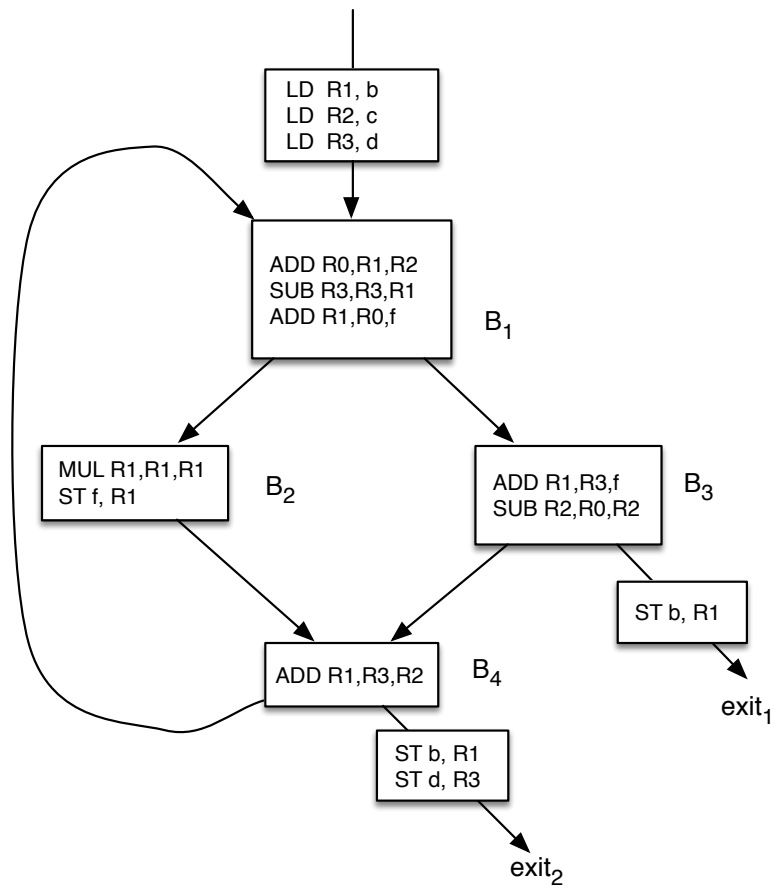 LD R1, b
LD R2, c
LD R3, d
ADD R0,R1,R2
SUB R3,R3,R1
ADD R1,R0,f
B1
MUL R1,R1,R1
ST f, R1
B2
ADD R1,R3,f
SUB R2,R0,R2
B3
ST b, R1
exit1
ADD R1,R3,R2
B4
ST b, R1
ST d, R3
exit2